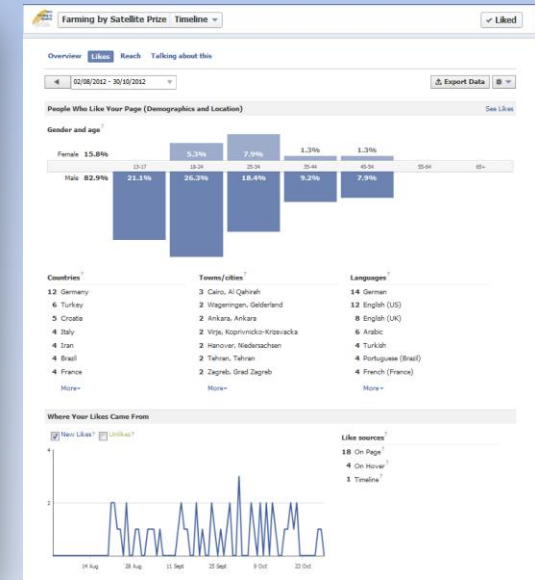 Farming by Satellite Prize Timeline
Liked
Overview Likes Reach Talking about this
02/08/2012 - 30/10/2012
Export Data
People Who Like Your Page (Demographics and Location) See Likes
Gender and age?
Female 15.8% 5.3% 7.9% 1.3% 1.3%
13-17 18-24 25-34 35-44 45-54 55-64 65+
Male 82.9% 21.1% 26.3% 18.4% 9.2% 7.9%
Countries?
12 Germany
6 Turkey
5 Croatia
4 Italy
4 Iran
4 Brazil
4 France
More
Towns/cities?
3 Cairo, Al Qahirah
2 Wageningen, Gelderland
2 Ankara, Ankara
2 Virje, Koprivnicko-Krizevacka
2 Hanover, Niedersachsen
2 Tehran, Tehran
2 Zagreb, Grad Zagreb
More
Languages?
14 German
12 English (US)
8 English (UK)
6 Arabic
4 Turkish
4 Portuguese (Brazil)
4 French (France)
More
Where Your Likes Came From
New Likes? Unlikes?
4
2
14 Aug 28 Aug 11 Sept 25 Sept 9 Oct 23 Oct
Like sources?
18 On Page?
4 On Hover?
1 Timeline?